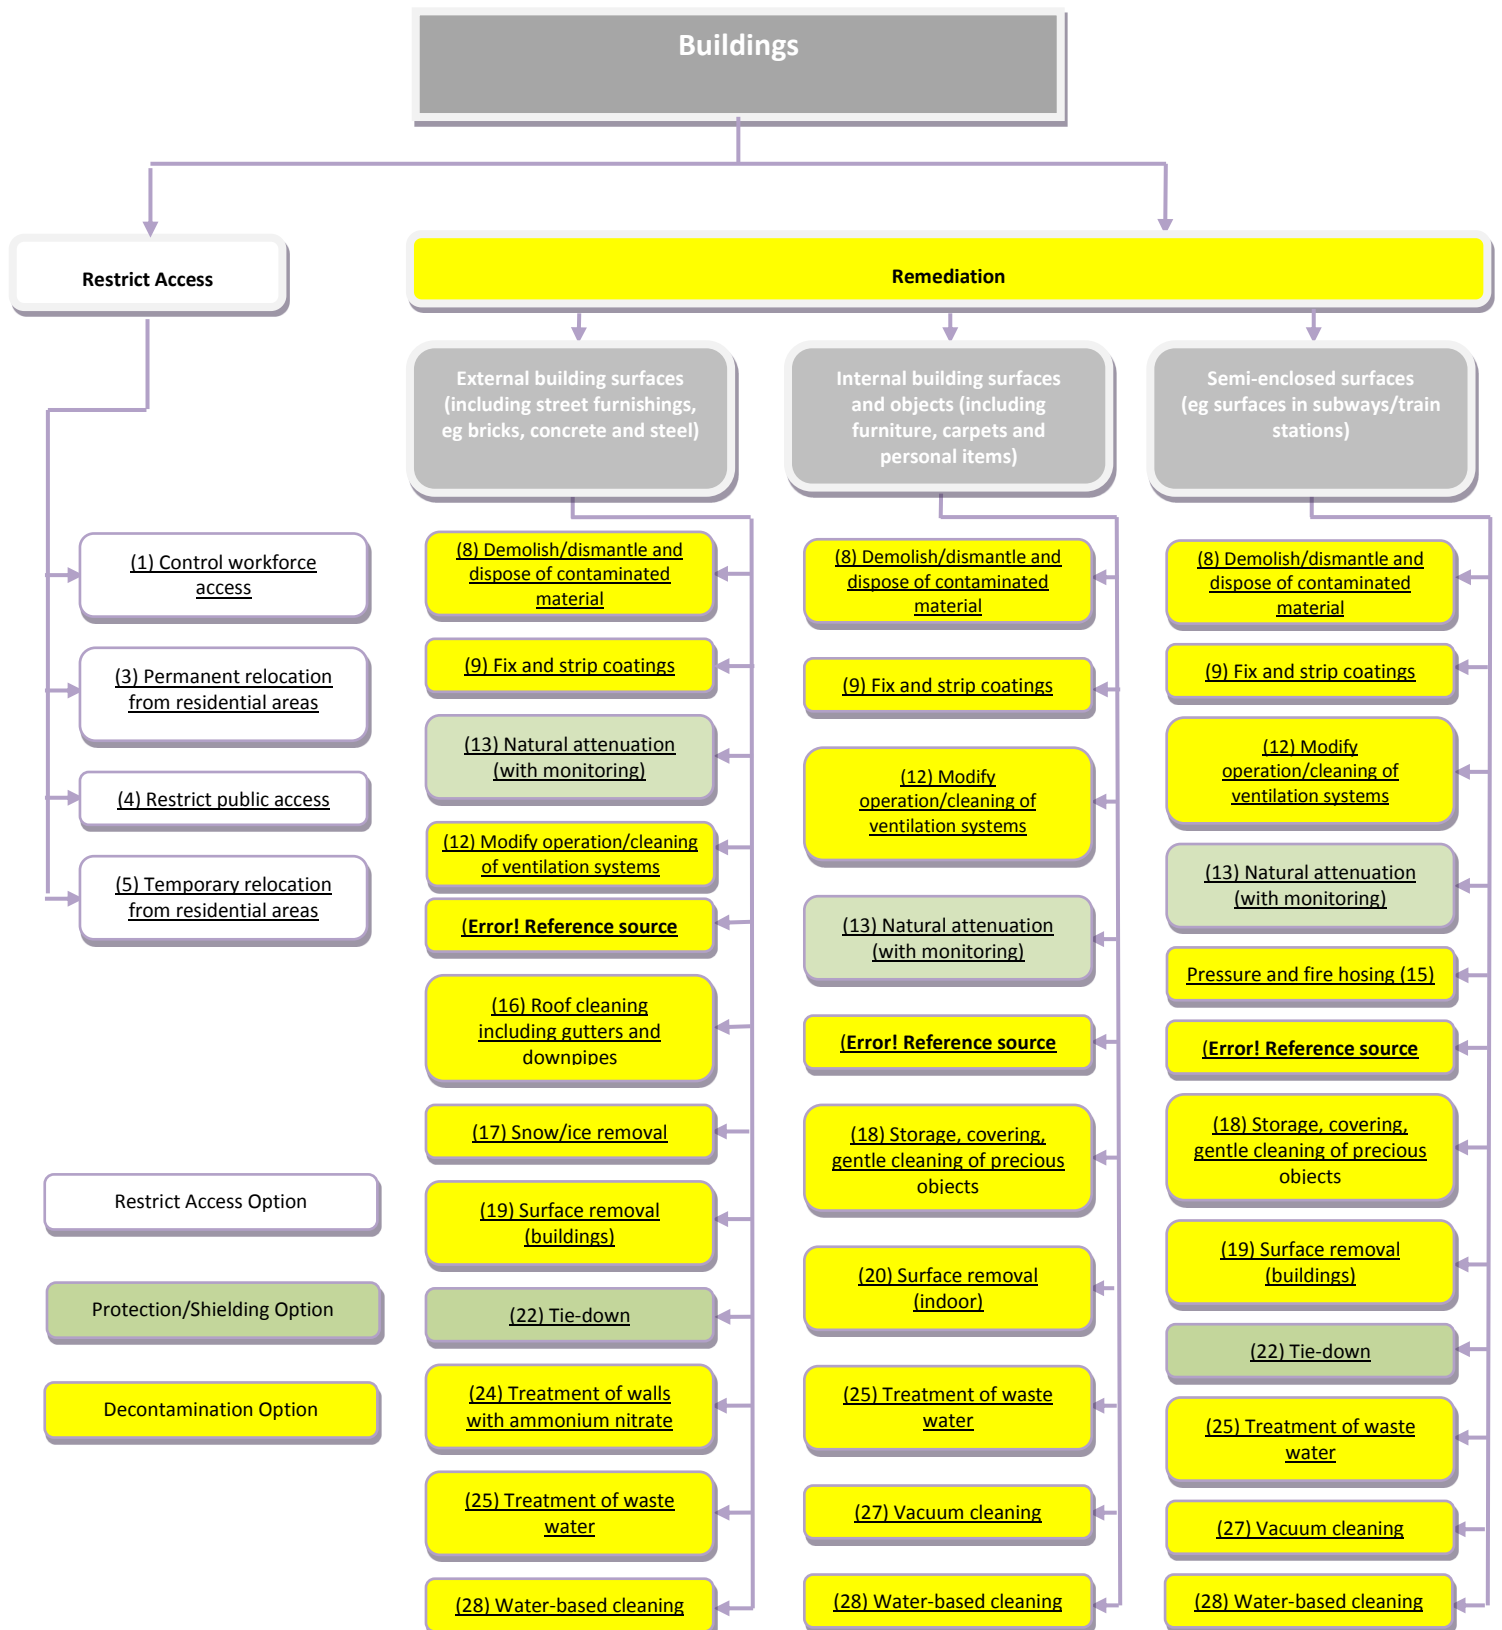 Buildings
Restrict Access
Remediation
External building surfaces
(including street furnishings,
eg bricks, concrete and steel)
Internal building surfaces
and objects (including
furniture, carpets and
personal items)
Semi-enclosed surfaces
(eg surfaces in subways/train
stations)
(1) Control workforce
access
(3) Permanent relocation
from residential areas
(4) Restrict public access
(5) Temporary relocation
from residential areas
Restrict Access Option
Protection/Shielding Option
Decontamination Option
(8) Demolish/dismantle and
dispose of contaminated
material
(9) Fix and strip coatings
(13) Natural attenuation
(with monitoring)
(12) Modify operation/cleaning
of ventilation systems
(Error! Reference source
(16) Roof cleaning
including gutters and
downpipes
(17) Snow/ice removal
(19) Surface removal
(buildings)
(22) Tie-down
(24) Treatment of walls
with ammonium nitrate
(25) Treatment of waste
water
(28) Water-based cleaning
(8) Demolish/dismantle and
dispose of contaminated
material
(9) Fix and strip coatings
(12) Modify
operation/cleaning of
ventilation systems
(13) Natural attenuation
(with monitoring)
(Error! Reference source
(18) Storage, covering,
gentle cleaning of precious
objects
(20) Surface removal
(indoor)
(25) Treatment of waste
water
(27) Vacuum cleaning
(28) Water-based cleaning
(8) Demolish/dismantle and
dispose of contaminated
material
(9) Fix and strip coatings
(12) Modify
operation/cleaning of
ventilation systems
(13) Natural attenuation
(with monitoring)
Pressure and fire hosing (15)
(Error! Reference source
(18) Storage, covering,
gentle cleaning of precious
objects
(19) Surface removal
(buildings)
(22) Tie-down
(25) Treatment of waste
water
(27) Vacuum cleaning
(28) Water-based cleaning